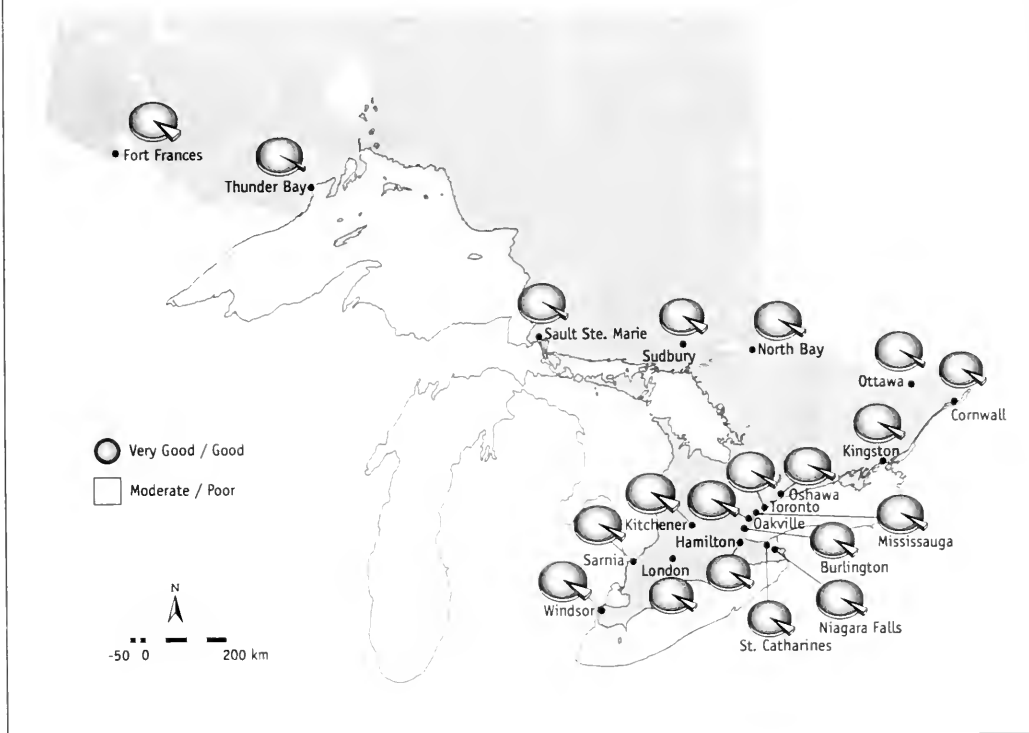 Fort Frances
Thunder Bay
Sault Ste. Marie
Sudbury
North Bay
Ottawa
Cornwall
Kingston
Very Good / Good
Moderate / Poor
Oshawa
Toronto
Kitchener
Oakville
Mississauga
Hamilton
Burlington
Sarnia
London
Windsor
Niagara Falls
St. Catharines
N
-50 0 200 km